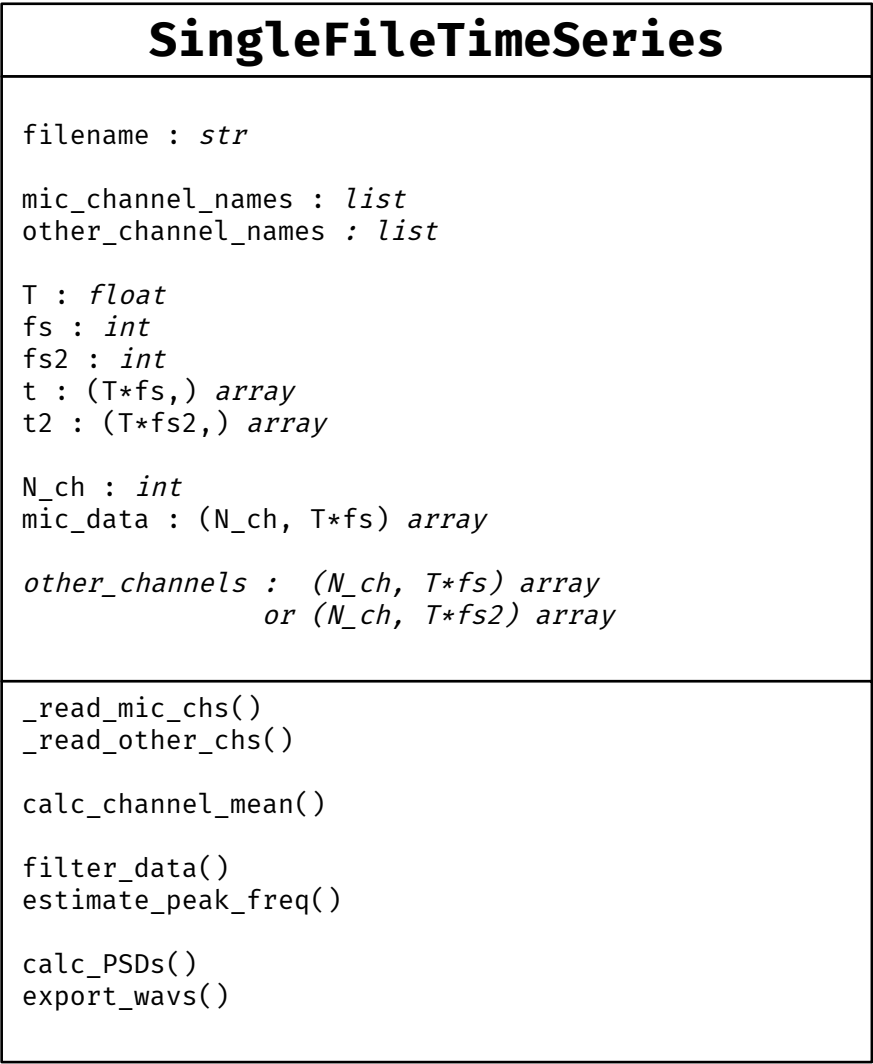 SingleFileTimeSeries
filename : str
mic_channel_names : list
other_channel_names : list
T : float
fs : int
fs2 : int
t : (T*fs,) array
t2 : (T*fs2,) array
N_ch : int
mic_data : (N_ch, T*fs) array
other_channels :  (N_ch, T*fs) array
or (N_ch, T*fs2) array
_read_mic_chs()
_read_other_chs()
calc_channel_mean()
filter_data()
estimate_peak_freq()
calc_PSDs()
export_wavs()